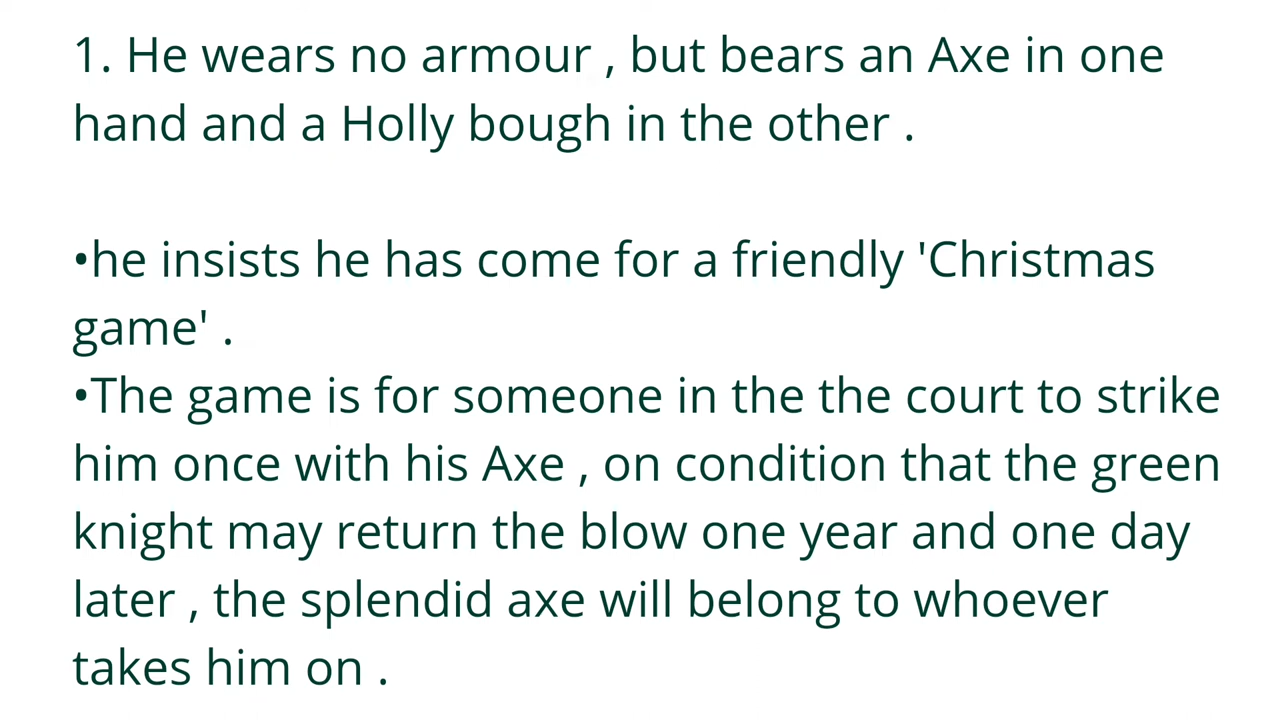 1. He wears no armour , but bears an Axe in one
hand and a Holly bough in the other .
•he insists he has come for a friendly 'Christmas
game' .
•The game is for someone in the the court to strike
him once with his Axe , on condition that the green
knight may return the blow one year and one day
later , the splendid axe will belong to whoever
takes him on .